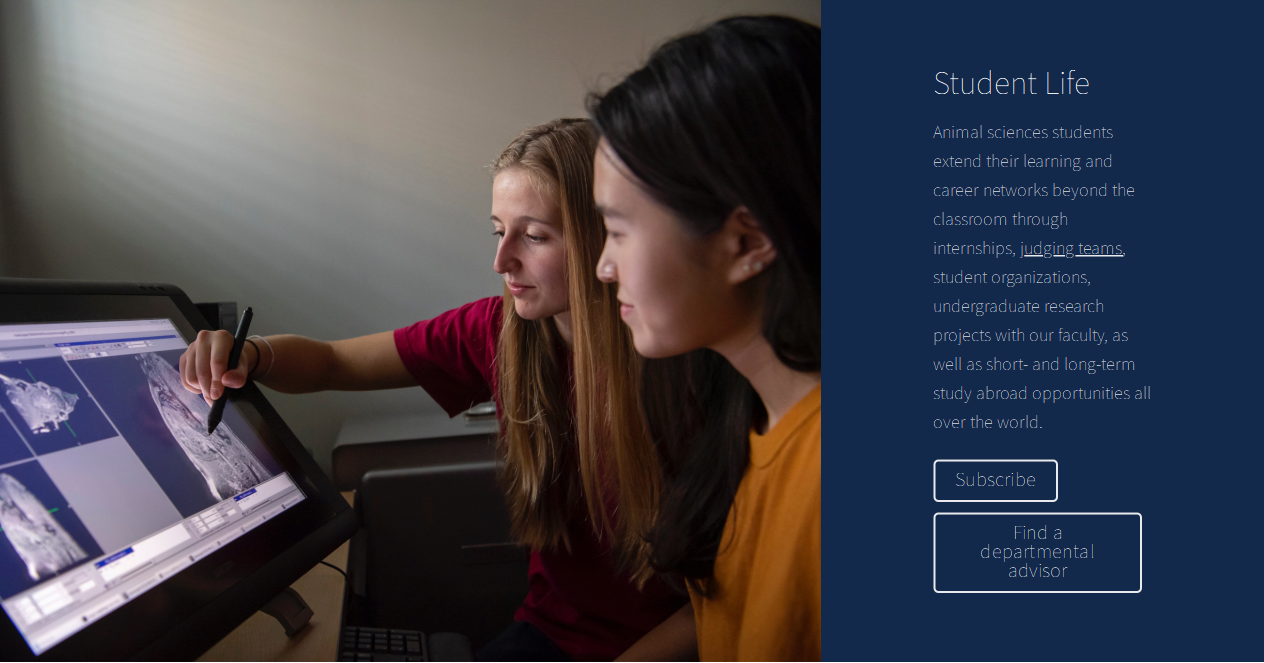 Student Life
Animal sciences students
extend their learning and
career networks beyond the
classroom through
internships, judging teams,
student organizations,
undergraduate research
projects with our faculty, as
well as short- and long-term
study abroad opportunities all
over the world.
Subscribe
Find a
departmental
advisor